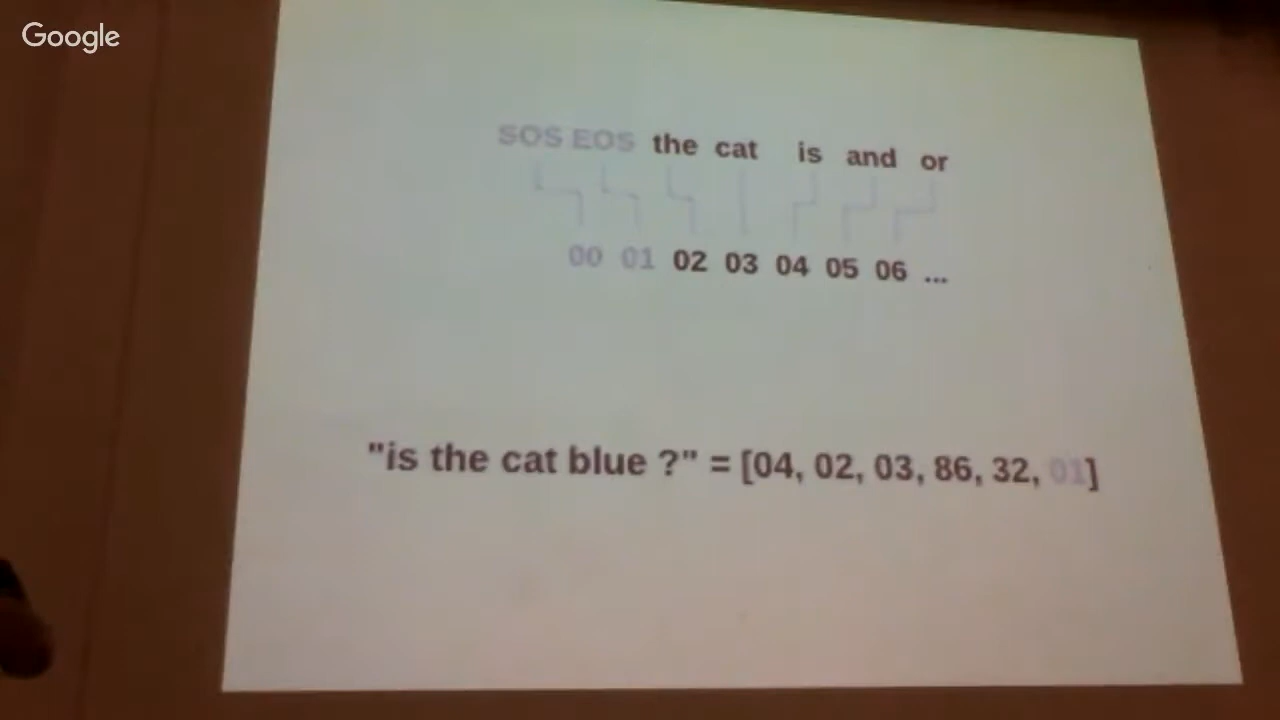 Google
SOS EOS the cat is and or
00 01 02 03 04 05 06 ...
"is the cat blue ?" = [04, 02, 03, 86, 32, 01]